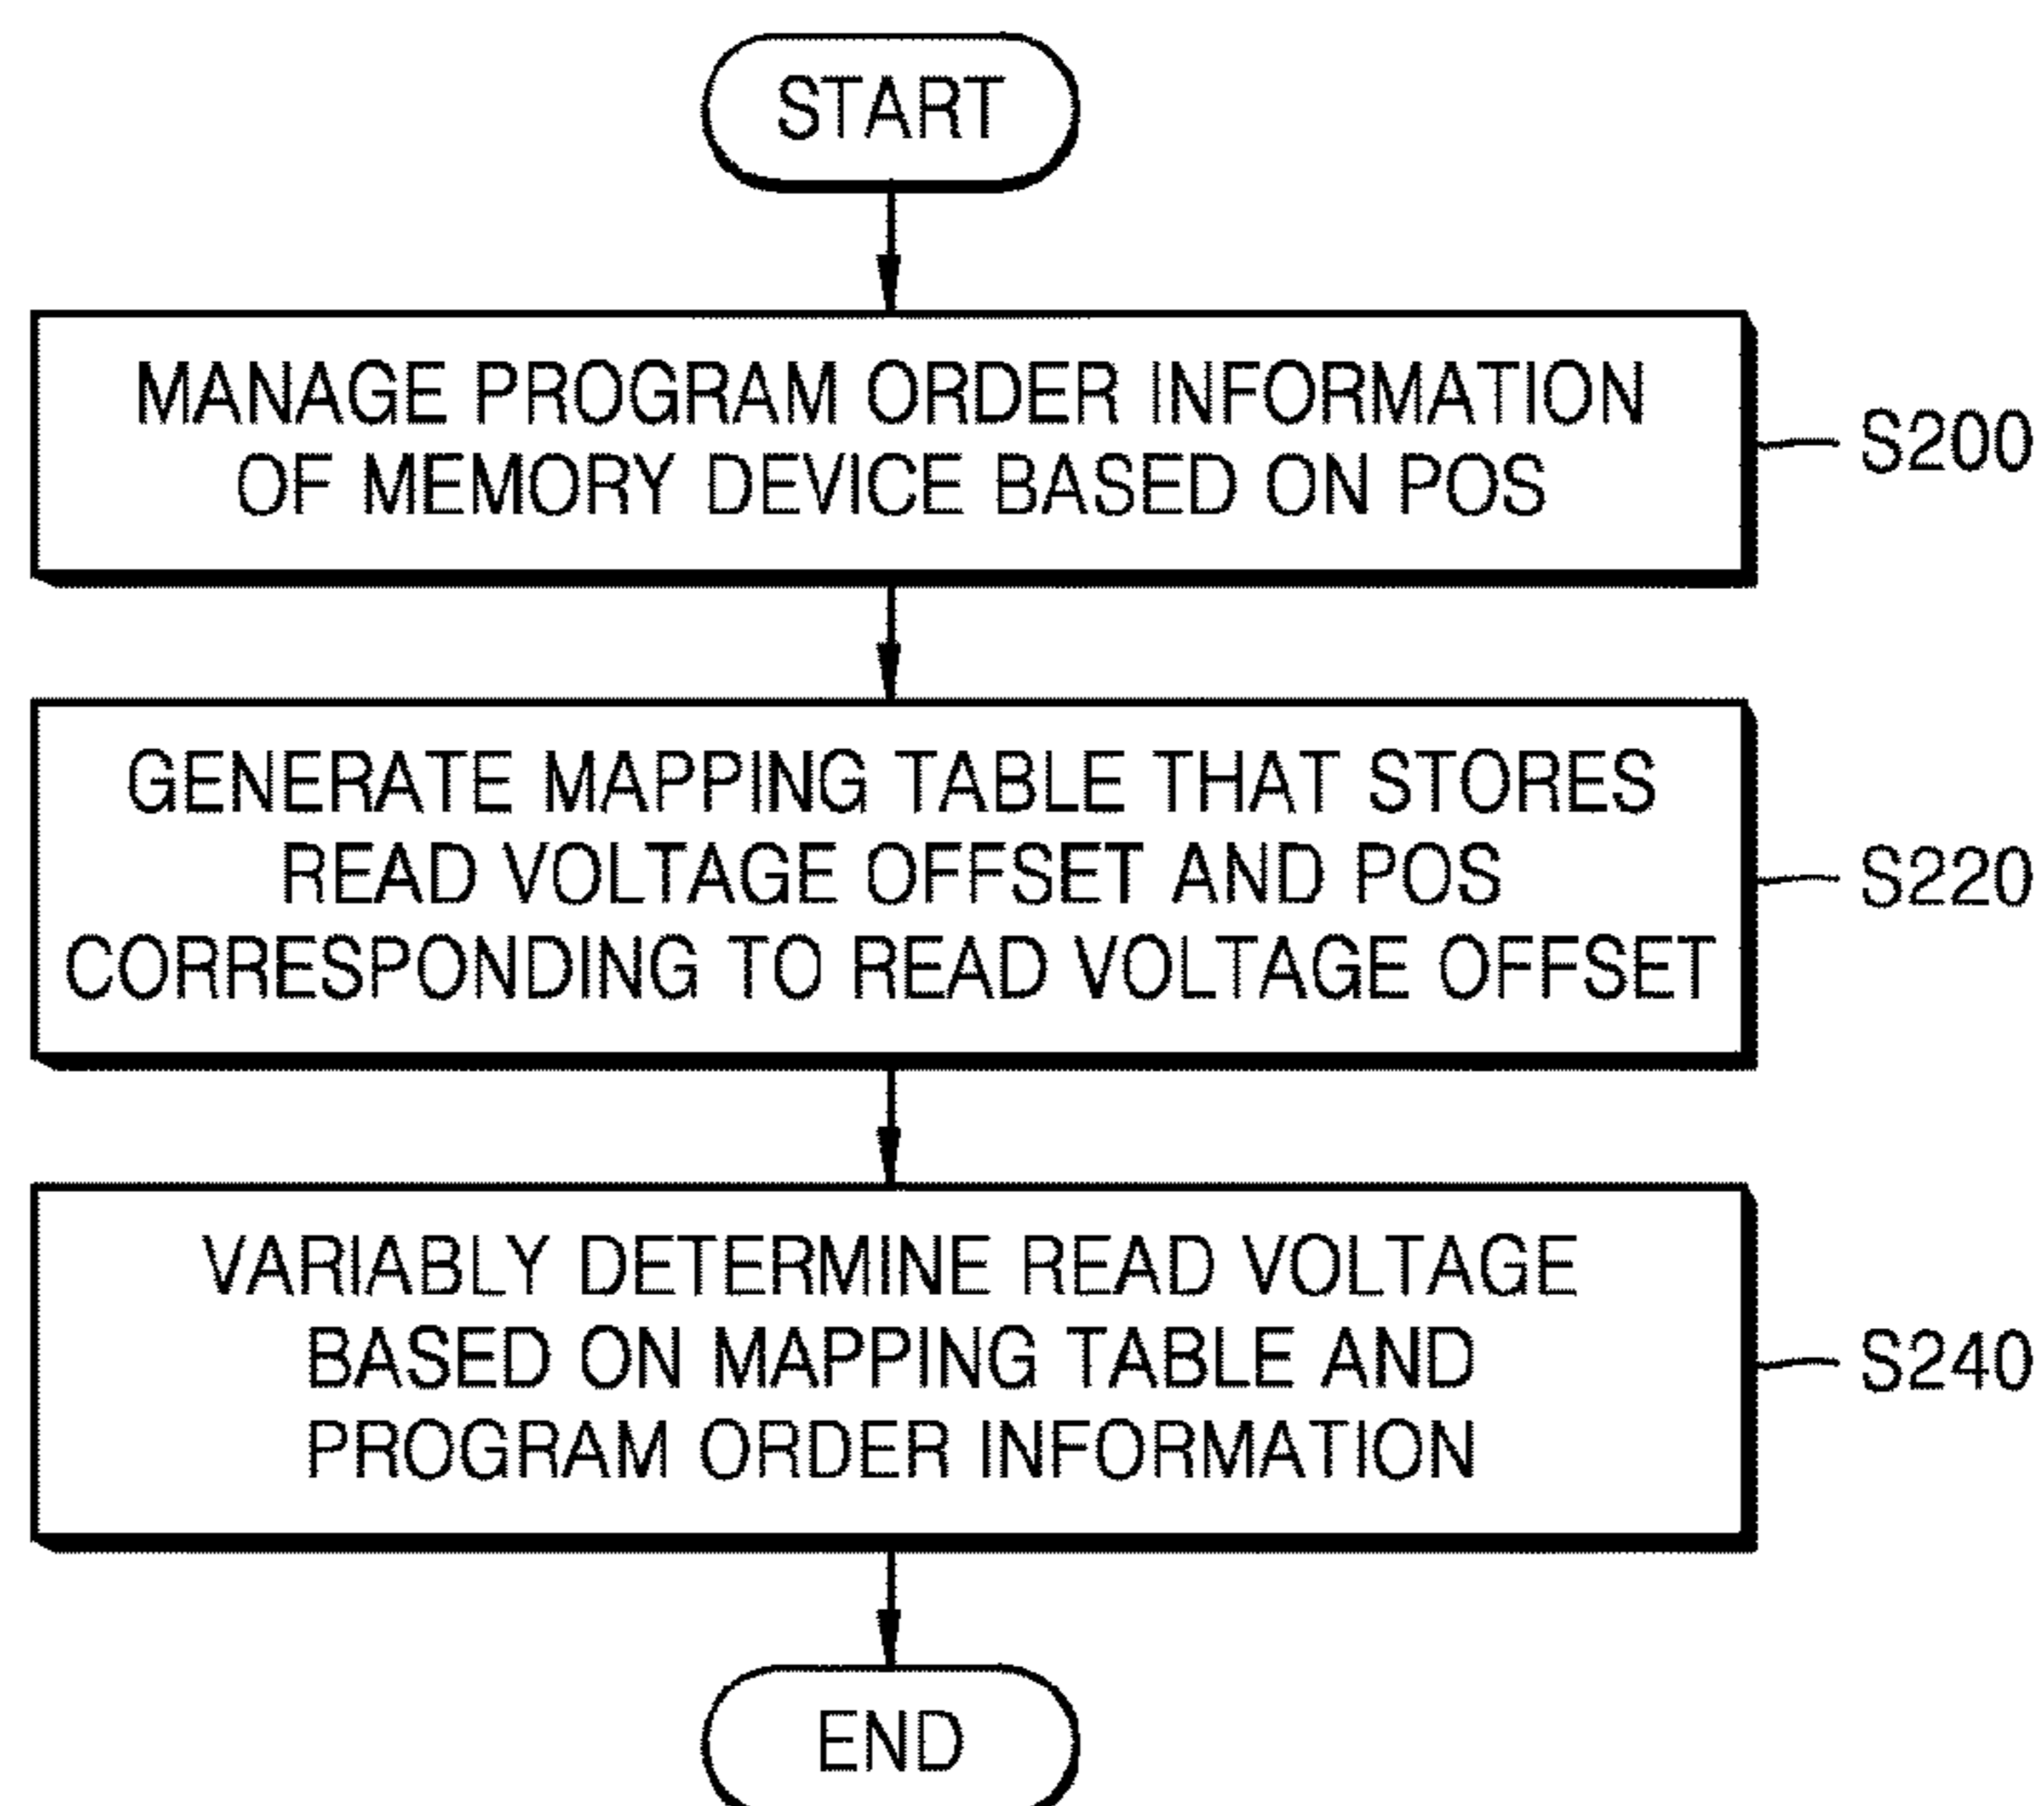 START
MANAGE PROGRAM ORDER INFORMATION
OF MEMORY DEVICE BASED ON POS
S200
GENERATE MAPPING TABLE THAT STORES
READ VOLTAGE OFFSET AND POS
CORRESPONDING TO READ VOLTAGE OFFSET
S220
VARIABLY DETERMINE READ VOLTAGE
BASED ON MAPPING TABLE AND
PROGRAM ORDER INFORMATION
S240
END